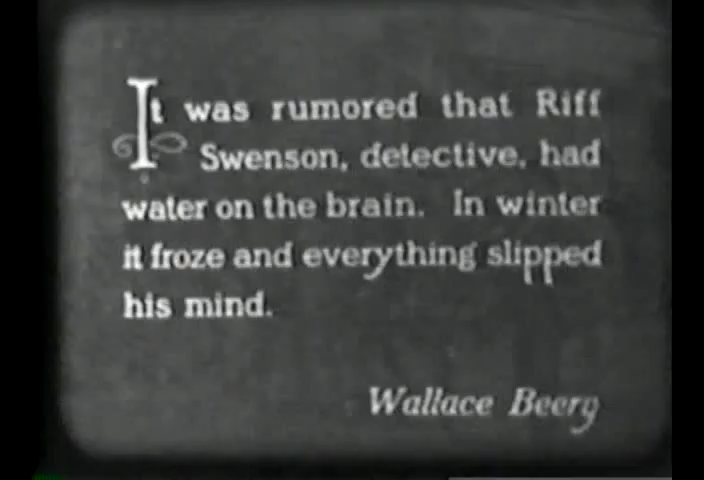 It was rumored that Riff
Swenson, detective, had
water on the brain. In winter
it froze and everything slipped
his mind.
Wallace Beery